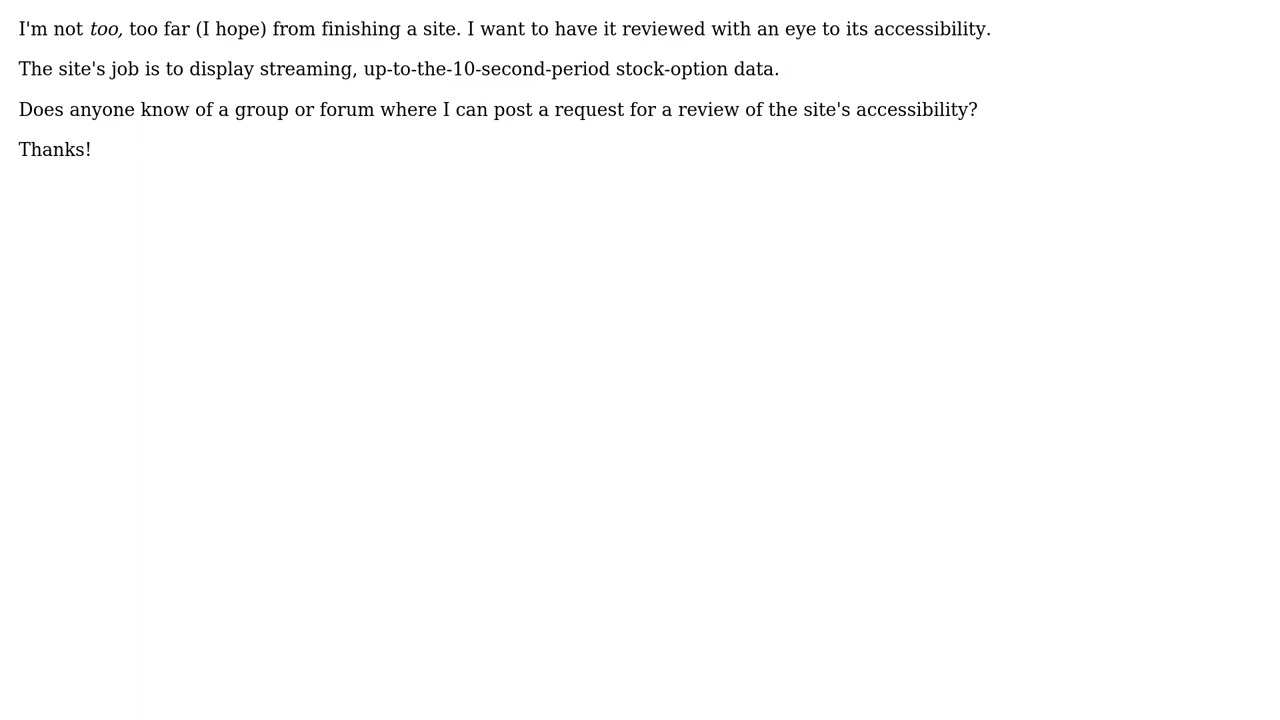 I'm not too, too far (I hope) from finishing a site. I want to have it reviewed with an eye to its accessibility.
The site's job is to display streaming, up-to-the-10-second-period stock-option data.
Does anyone know of a group or forum where I can post a request for a review of the site's accessibility?
Thanks!